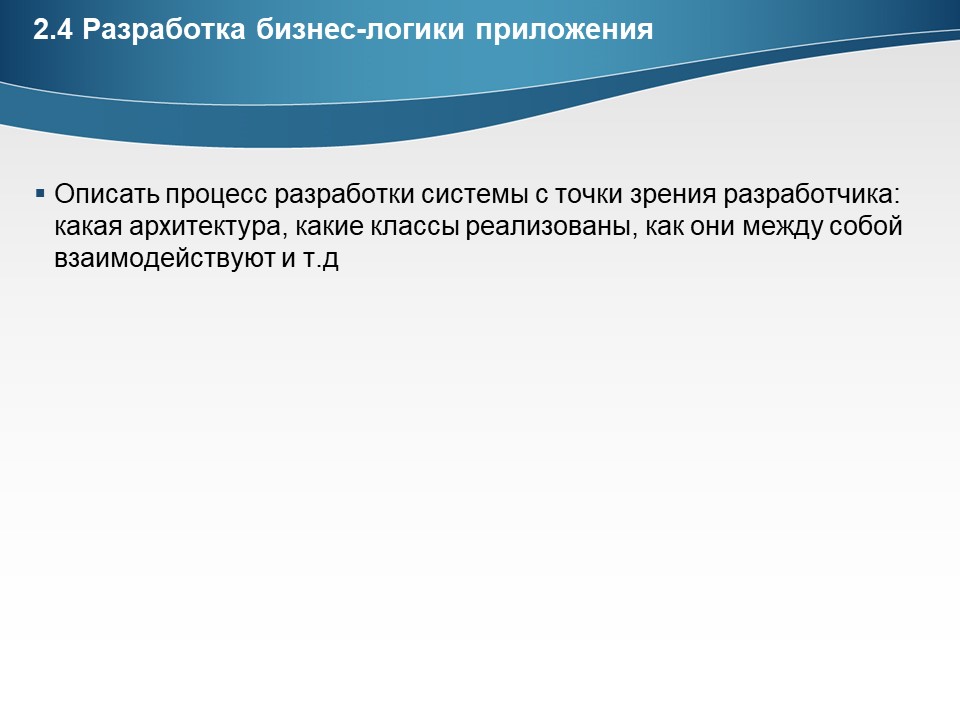 2.4 Разработка бизнес-логики приложения
▪ Описать процесс разработки системы с точки зрения разработчика:
какая архитектура, какие классы реализованы, как они между собой
взаимодействуют и т.д